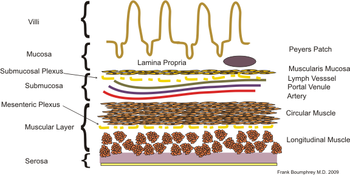 Villi
Mucosa
Lamina Propria
Peyers Patch
Submucosal Plexus
Muscularis Mucosa
Lymph Vesssel
Submucosa
Portal Venule
Artery
Mesenteric Plexus
Circular Muscle
Muscular Layer
Longitudinal Muscle
Serosa
Frank Boumphrey M.D. 2009